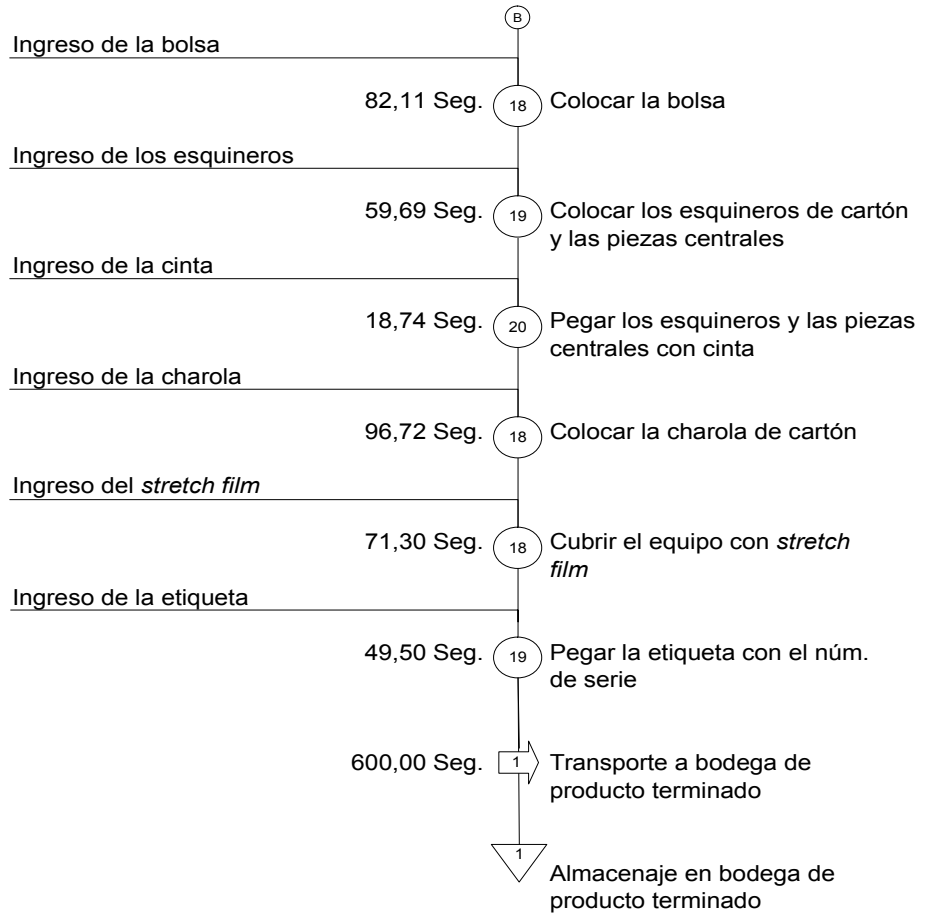 B
Ingreso de la bolsa
82,11 Seg. 18 Colocar la bolsa
Ingreso de los esquineros
59,69 Seg. 19 Colocar los esquineros de cartón
y las piezas centrales
Ingreso de la cinta
18,74 Seg. 20 Pegar los esquineros y las piezas
centrales con cinta
Ingreso de la charola
96,72 Seg. 18 Colocar la charola de cartón
Ingreso del stretch film
71,30 Seg. 18 Cubrir el equipo con stretch
film
Ingreso de la etiqueta
49,50 Seg. 19 Pegar la etiqueta con el núm.
de serie
600,00 Seg. 1 Transporte a bodega de
producto terminado
1
Almacenaje en bodega de
producto terminado